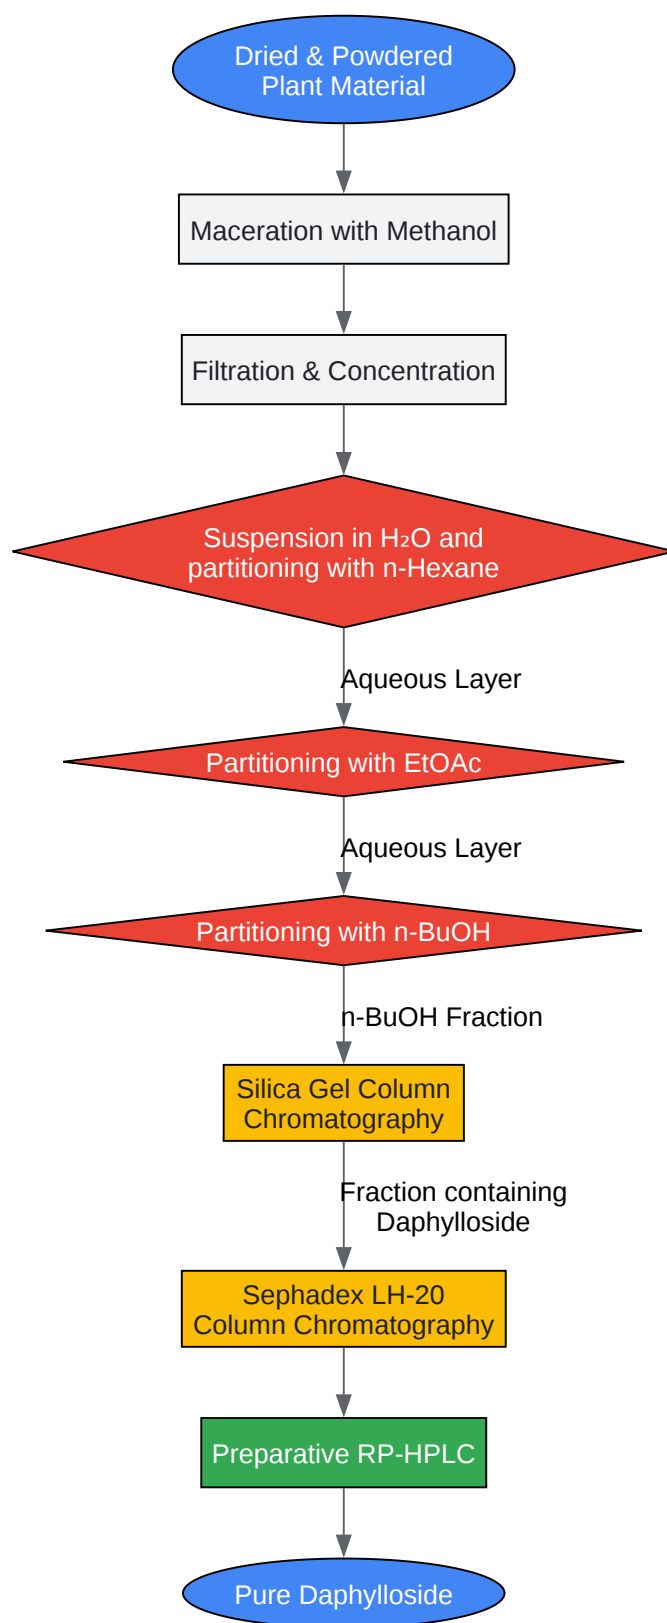 Dried & Powdered
Plant Material
Maceration with Methanol
Filtration & Concentration
Suspension in H₂O and
partitioning with n-Hexane
Aqueous Layer
Partitioning with EtOAc
Aqueous Layer
Partitioning with n-BuOH
n-BuOH Fraction
Silica Gel Column
Chromatography
Fraction containing
Daphylloside
Sephadex LH-20
Column Chromatography
Preparative RP-HPLC
Pure Daphylloside